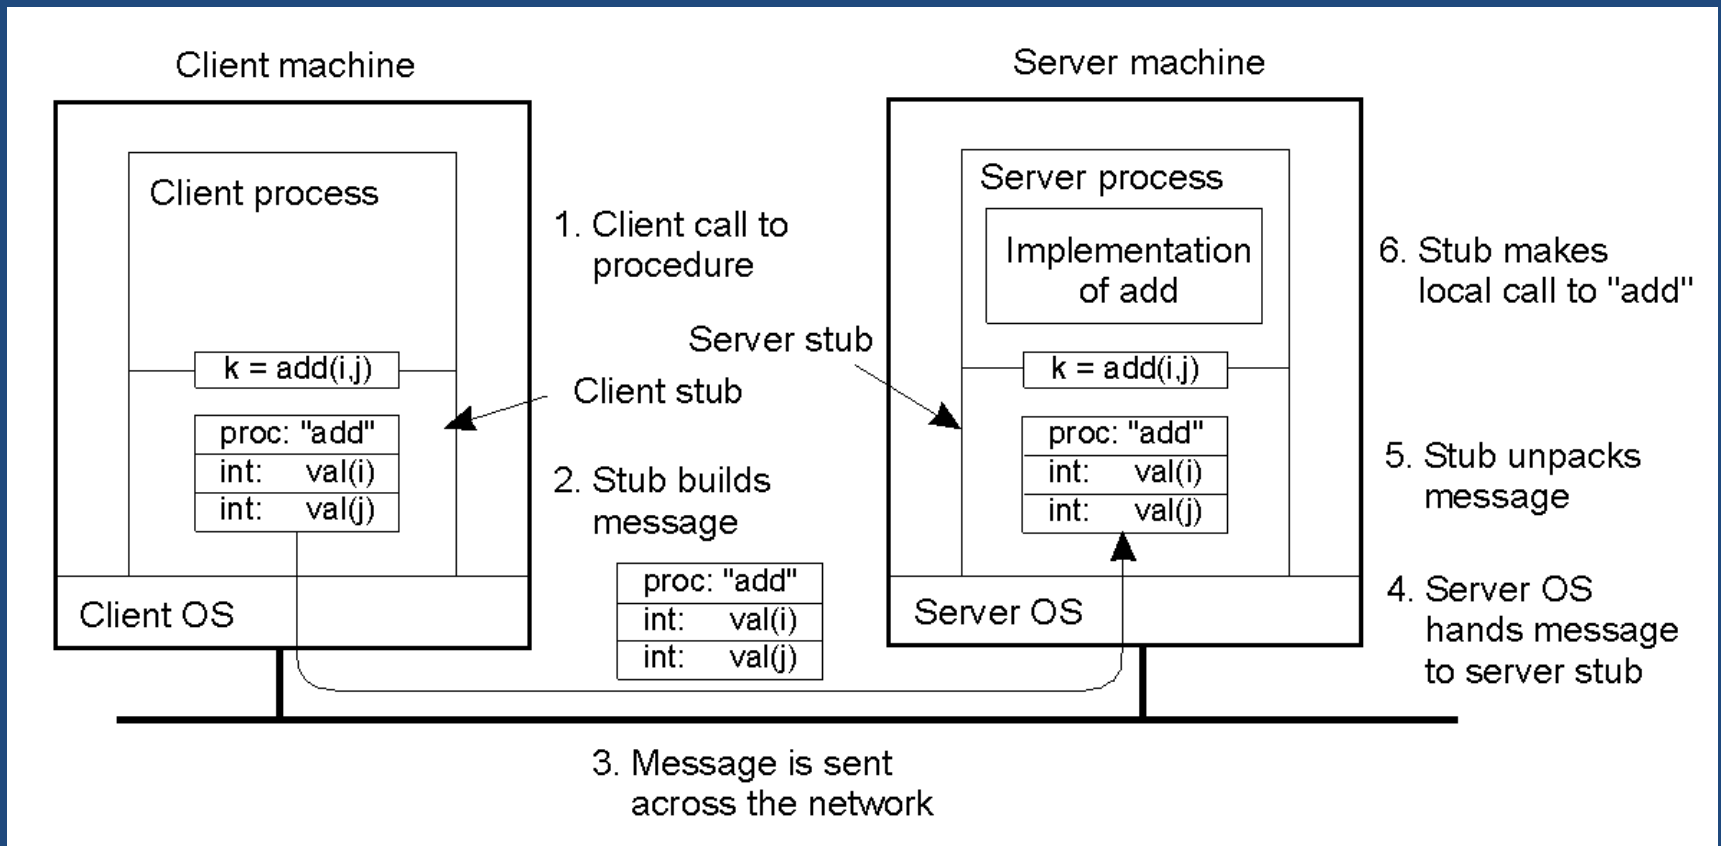 Client machine
Server machine
Client process
1. Client call to
procedure
k = add(i,j)
Client stub
proc: "add"
int: val(i)
int: val(j)
2. Stub builds
message
proc: "add"
int: val(i)
int: val(j)
Client OS
3. Message is sent
across the network
Server process
Implementation
of add
Server stub
k = add(i,j)
proc: "add"
int: val(i)
int: val(j)
Server OS
6. Stub makes
local call to "add"
5. Stub unpacks
message
4. Server OS
hands message
to server stub